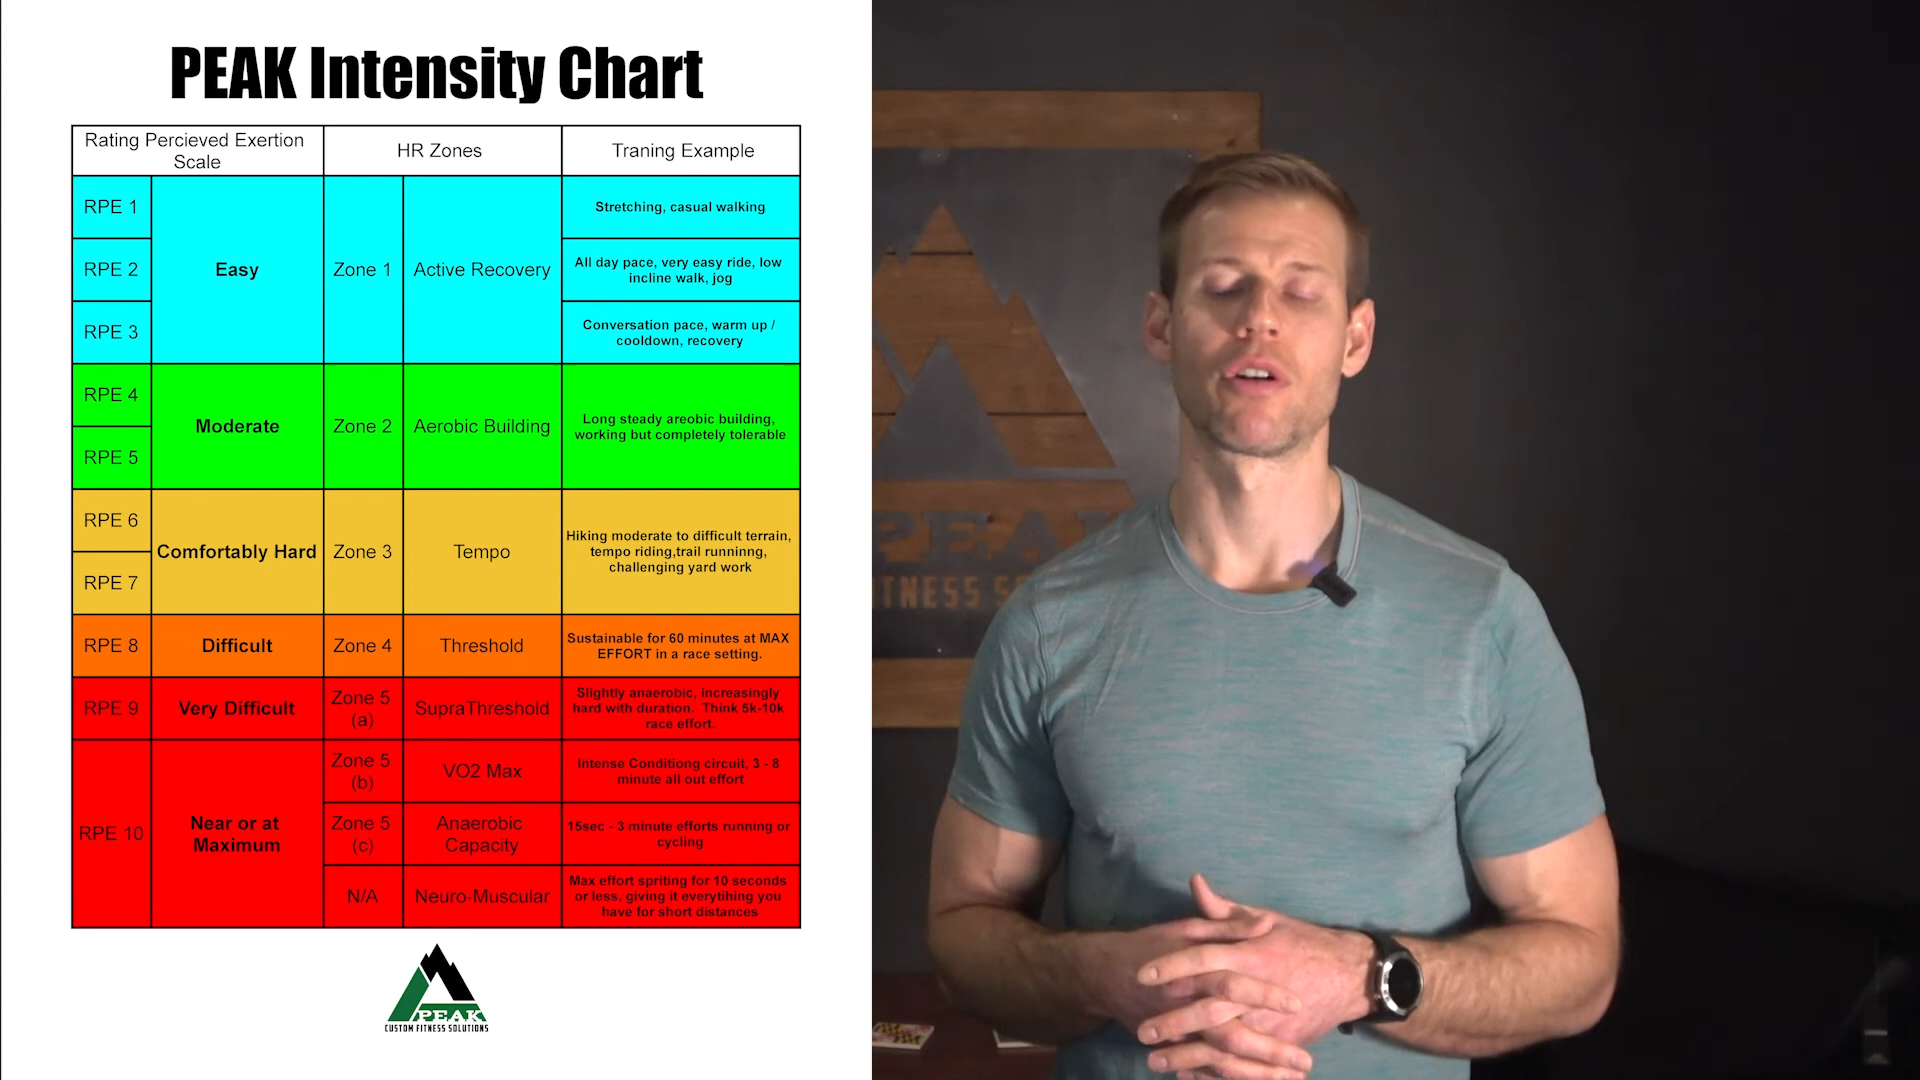 PEAK Intensity Chart
Rating Percieved Exertion
Scale
HR Zones
Traning Example
RPE 1
Easy
Zone 1
Active Recovery
Stretching, casual walking
RPE 2
All day pace, very easy ride, low
incline walk, jog
RPE 3
Conversation pace, warm up /
cooldown, recovery
RPE 4
Moderate
Zone 2
Aerobic Building
Long steady areobic building,
working but completely tolerable
RPE 5
RPE 6
Comfortably Hard
Zone 3
Tempo
Hiking moderate to difficult terrain,
tempo riding,trail runninng,
challenging yard work
RPE 7
RPE 8
Difficult
Zone 4
Threshold
Sustainable for 60 minutes at MAX
EFFORT in a race setting.
RPE 9
Very Difficult
Zone 5
(a)
SupraThreshold
Slightly anaerobic, increasingly
hard with duration. Think 5k-10k
race effort.
RPE 10
Near or at
Maximum
Zone 5
(b)
VO2 Max
Intense Conditiong circuit, 3 - 8
minute all out effort
Zone 5
(c)
Anaerobic
Capacity
15sec - 3 minute efforts running or
cycling
N/A
Neuro-Muscular
Max effort spriting for 10 seconds
or less, giving it everytihing you
have for short distances
PEAK
CUSTOM FITNESS SOLUTIONS
PEA
ITNESS S